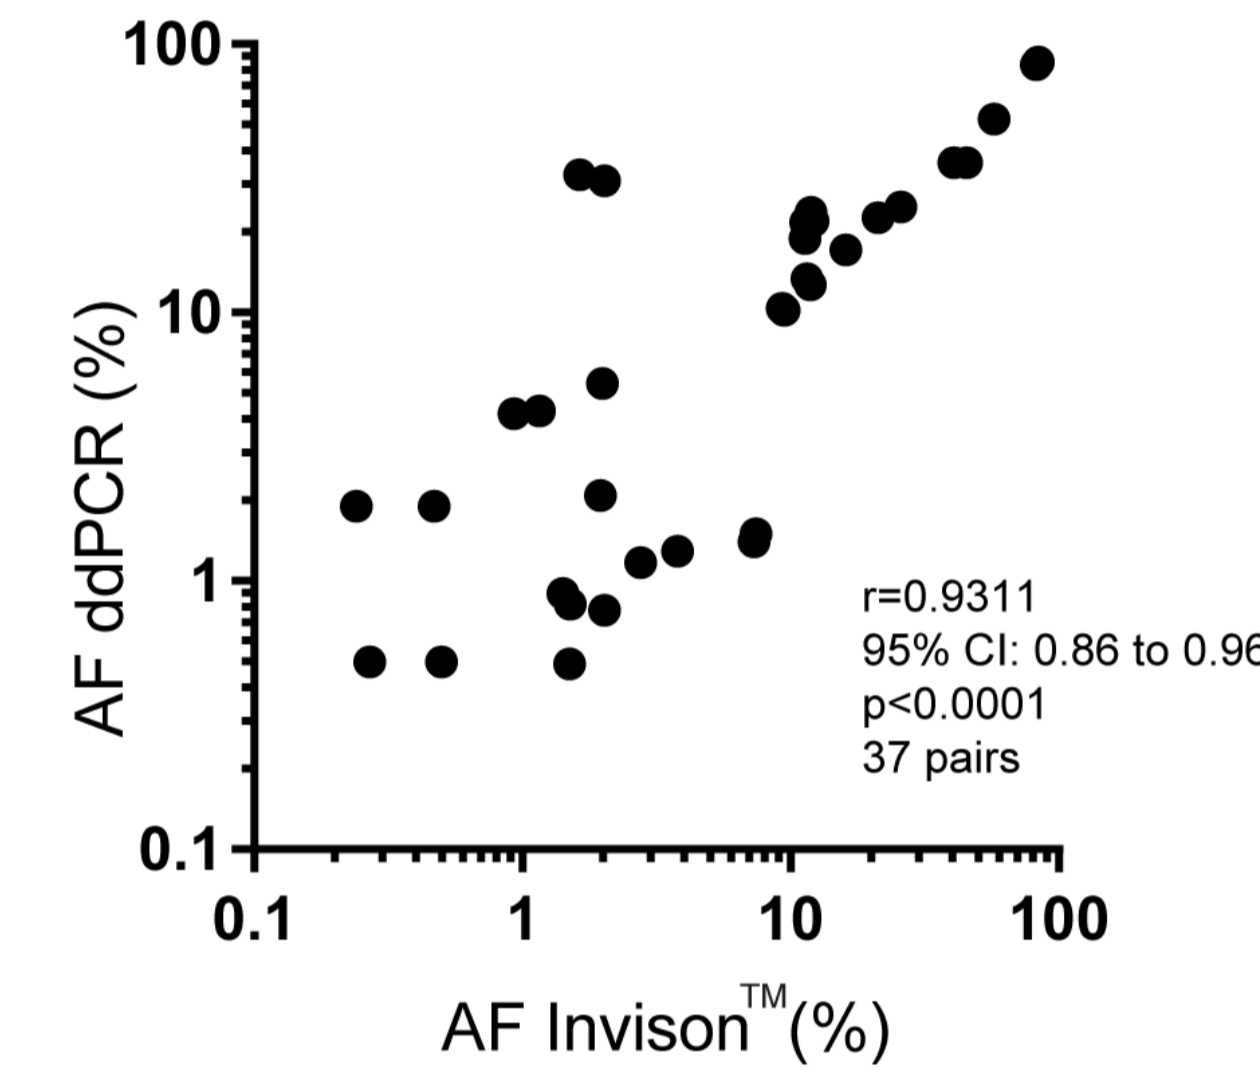 100
10
1
0.1
AF ddPCR (%)
r=0.9311
95% CI: 0.86 to 0.96
p<0.0001
37 pairs
0.1 1 10 100
AF Invison™(%)